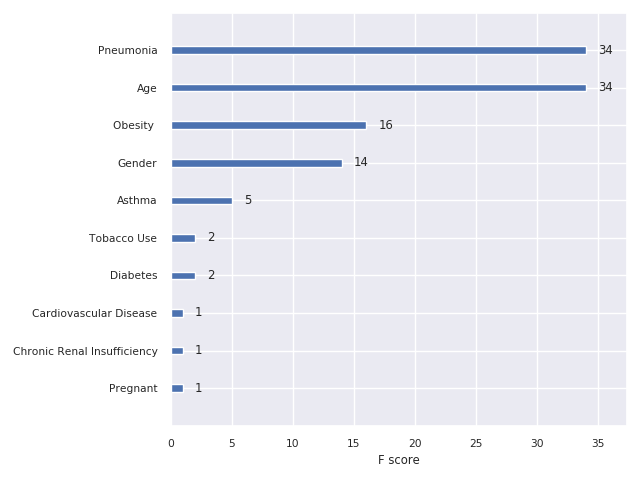 Pneumonia 34
Age 34
Obesity 16
Gender 14
Asthma 5
Tobacco Use 2
Diabetes 2
Cardiovascular Disease 1
Chronic Renal Insufficiency 1
Pregnant 1
0 5 10 15 20 25 30 35
F score